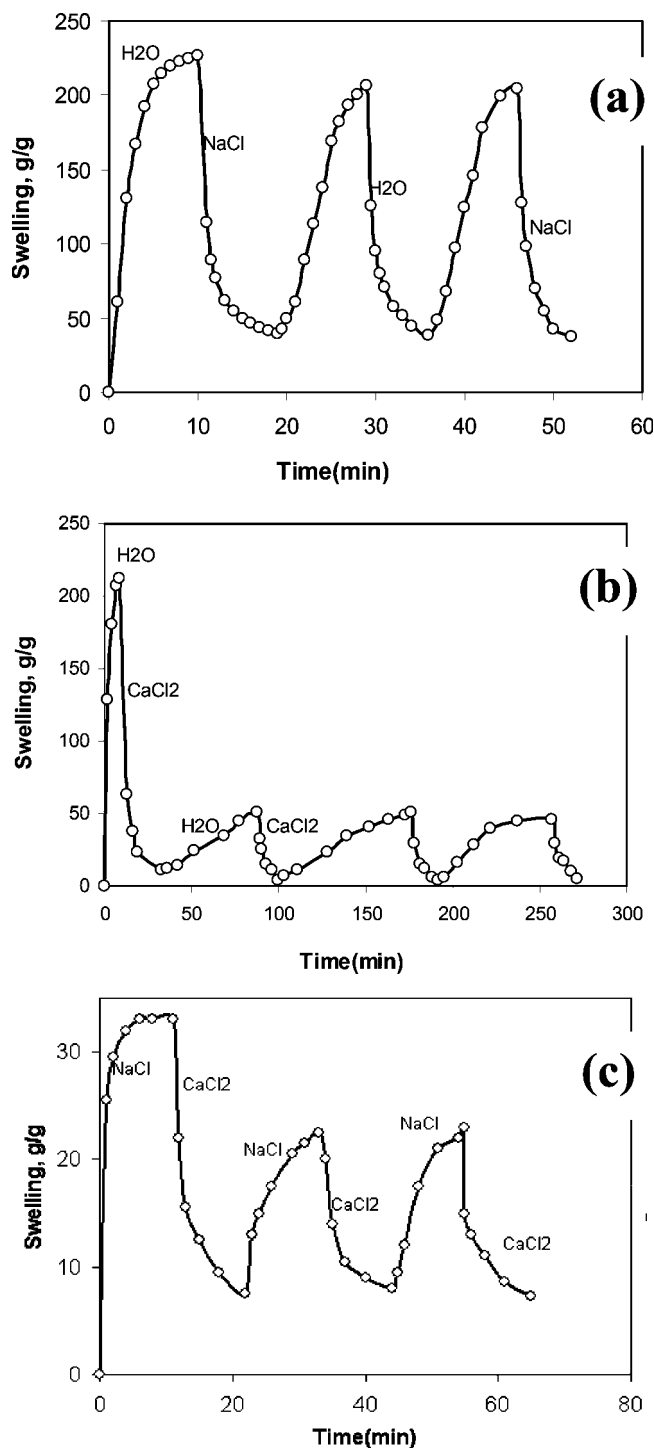 250
H2O
(a)
200
NaCl
150
H2O
Swelling, g/g
100
NaCl
50
0
0 10 20 30 40 50 60
Time(min)
250
H2O
(b)
200
150
CaCl2
Swelling, g/g
100
50
H2O
CaCl2
0
0 50 100 150 200 250 300
Time(min)
(c)
30
NaCl
CaCl2
NaCl
NaCl
20
CaCl2
CaCl2
Swelling, g/g
10
0
0 20 40 60 80
Time(min)